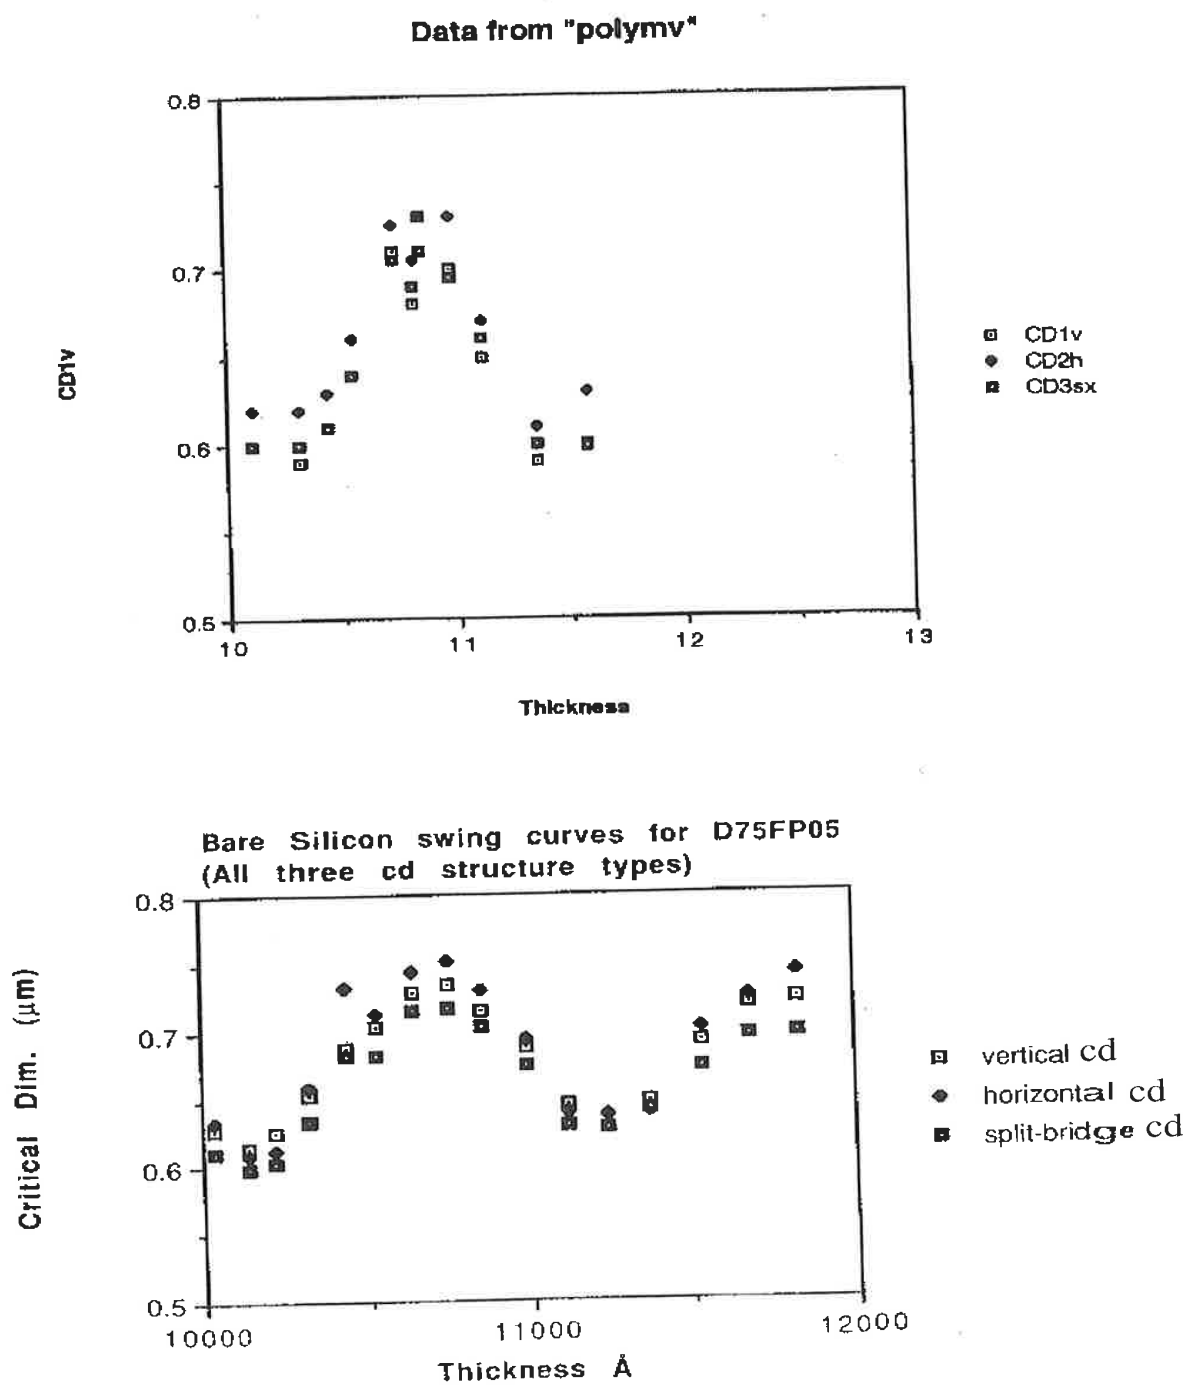 Data from "polymv"
0.8
0.7
0.6
0.5
CD1v
10
11
12
13
Thickness
CD1v
CD2h
CD3sx
Bare Silicon swing curves for D75FP05
(All three cd structure types)
0.8
0.7
0.6
0.5
Critical Dim. (μm)
10000
11000
12000
Thickness Å
vertical cd
horizontal cd
split-bridge cd